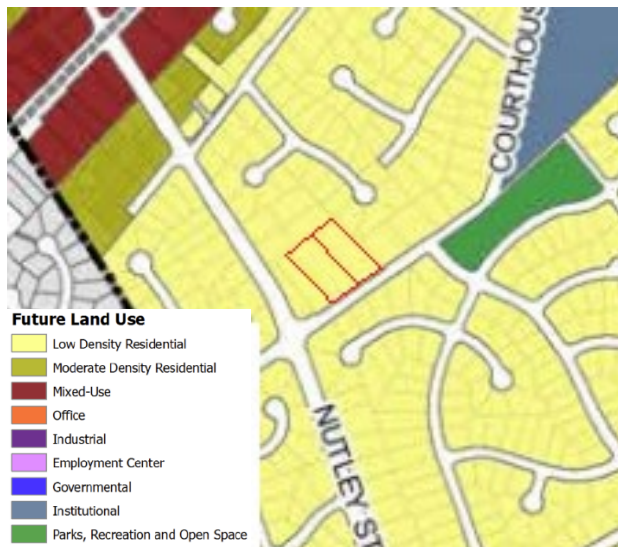 COURTHOUS
NUTLEY ST
Future Land Use
Low Density Residential
Moderate Density Residential
Mixed-Use
Office
Industrial
Employment Center
Governmental
Institutional
Parks, Recreation and Open Space